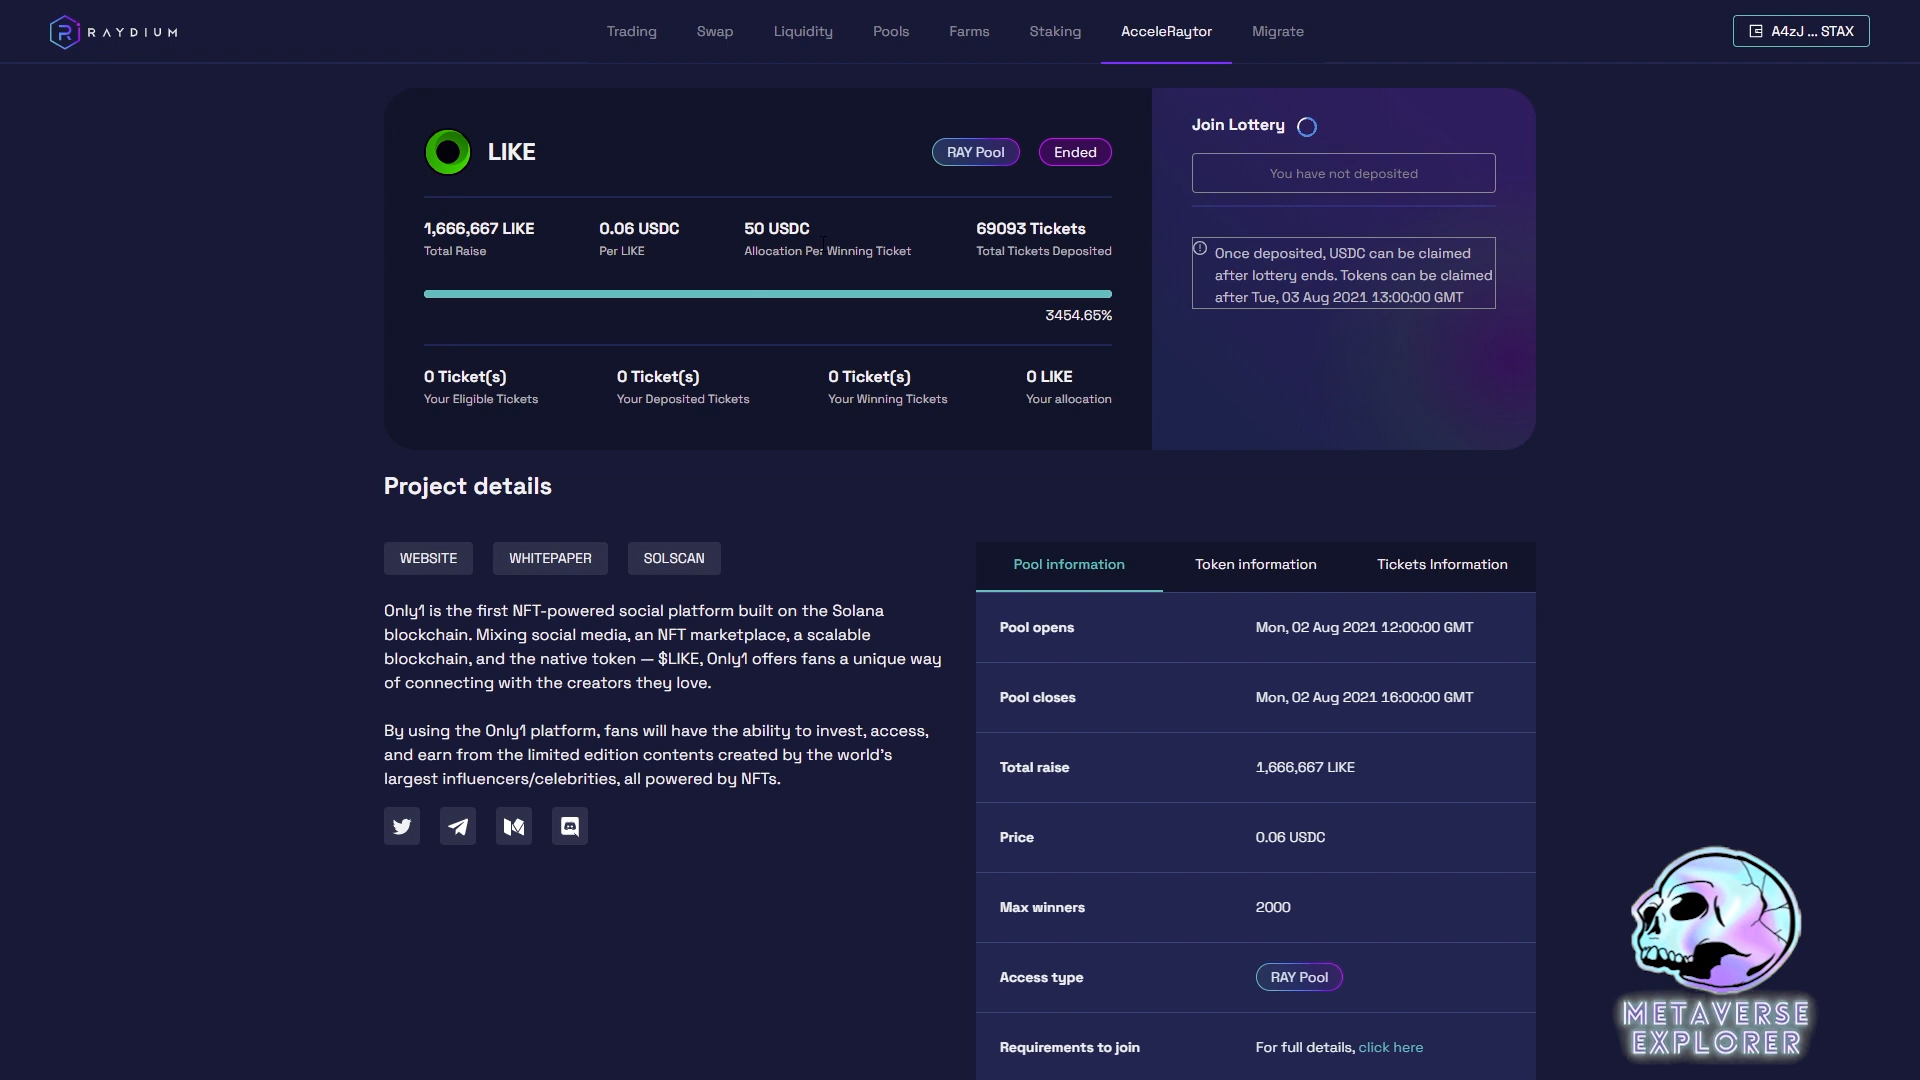 RAYDIUM
Trading
Swap
Liquidity
Pools
Farms
Staking
AcceleRaytor
Migrate
A4zJ ... STAX
LIKE
RAY Pool
Ended
1,666,667 LIKE
Total Raise
0.06 USDC
Per LIKE
50 USDC
Allocation Per Winning Ticket
69093 Tickets
Total Tickets Deposited
3454.65%
0 Ticket(s)
Your Eligible Tickets
0 Ticket(s)
Your Deposited Tickets
0 Ticket(s)
Your Winning Tickets
0 LIKE
Your allocation
Join Lottery
You have not deposited
Once deposited, USDC can be claimed
after lottery ends. Tokens can be claimed
after Tue, 03 Aug 2021 13:00:00 GMT
Project details
WEBSITE
WHITEPAPER
SOLSCAN
Only1 is the first NFT-powered social platform built on the Solana
blockchain. Mixing social media, an NFT marketplace, a scalable
blockchain, and the native token — $LIKE, Only1 offers fans a unique way
of connecting with the creators they love.
By using the Only1 platform, fans will have the ability to invest, access,
and earn from the limited edition contents created by the world's
largest influencers/celebrities, all powered by NFTs.
Pool information
Token information
Tickets Information
Pool opens
Mon, 02 Aug 2021 12:00:00 GMT
Pool closes
Mon, 02 Aug 2021 16:00:00 GMT
Total raise
1,666,667 LIKE
Price
0.06 USDC
Max winners
2000
Access type
RAY Pool
Requirements to join
For full details, click here
METAVERSE
EXPLORER